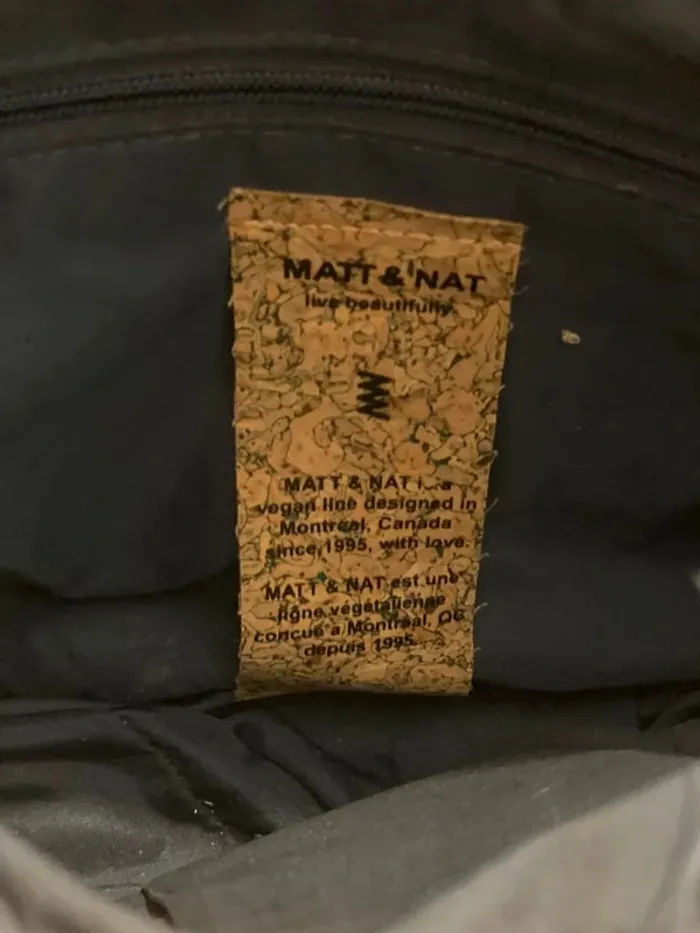 MATT & NAT
live beautifully
MATT & NAT is a
vegan line designed in
Montreal, Canada
since 1995, with love.
MATT & NAT est une
ligne végétalienne
conçue à Montréal, QC
depuis 1995.